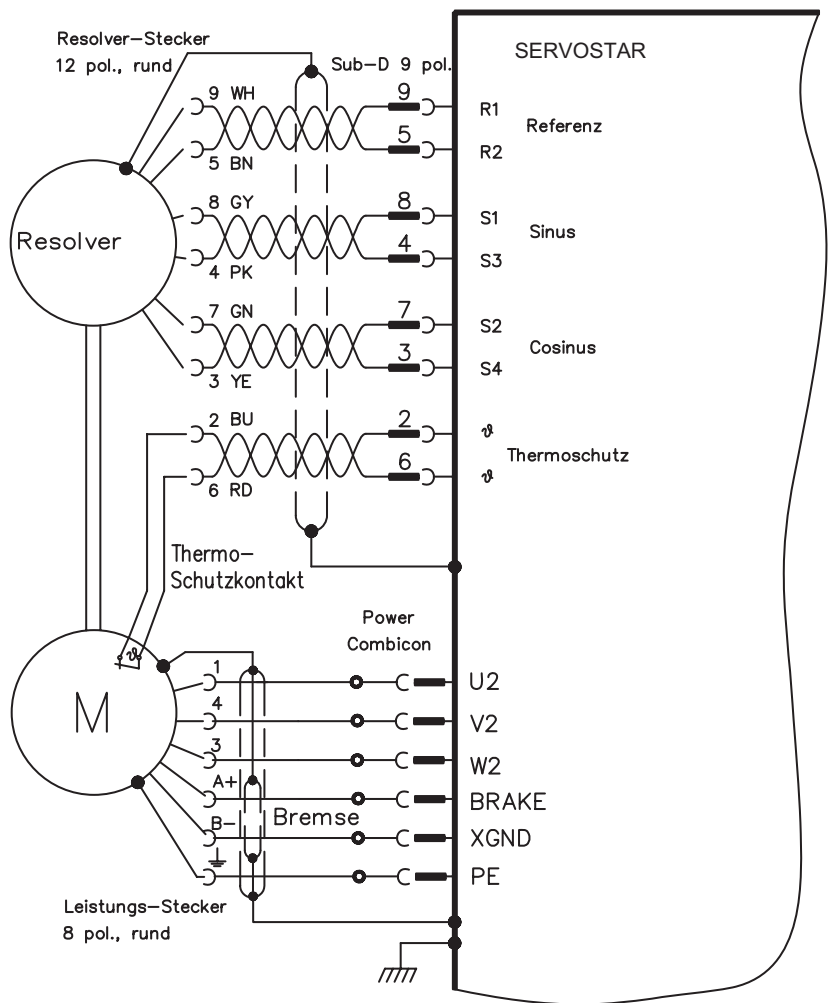 Resolver–Stecker
12 pol., rund
Sub–D 9 pol.
SERVOSTAR
9 WH
9
R1
Referenz
5 BN
5
R2
8 GY
8
S1
Resolver
Sinus
4 PK
4
S3
7 GN
7
S2
Cosinus
3 YE
3
S4
2 BU
2
ϑ
Thermoschutz
6 RD
6
ϑ
Thermo–
Schutzkontakt
Power
Combicon
ϑ
M
1
U2
4
V2
3
W2
A+
BRAKE
Bremse
B–
XGND
PE
Leistungs–Stecker
8 pol., rund